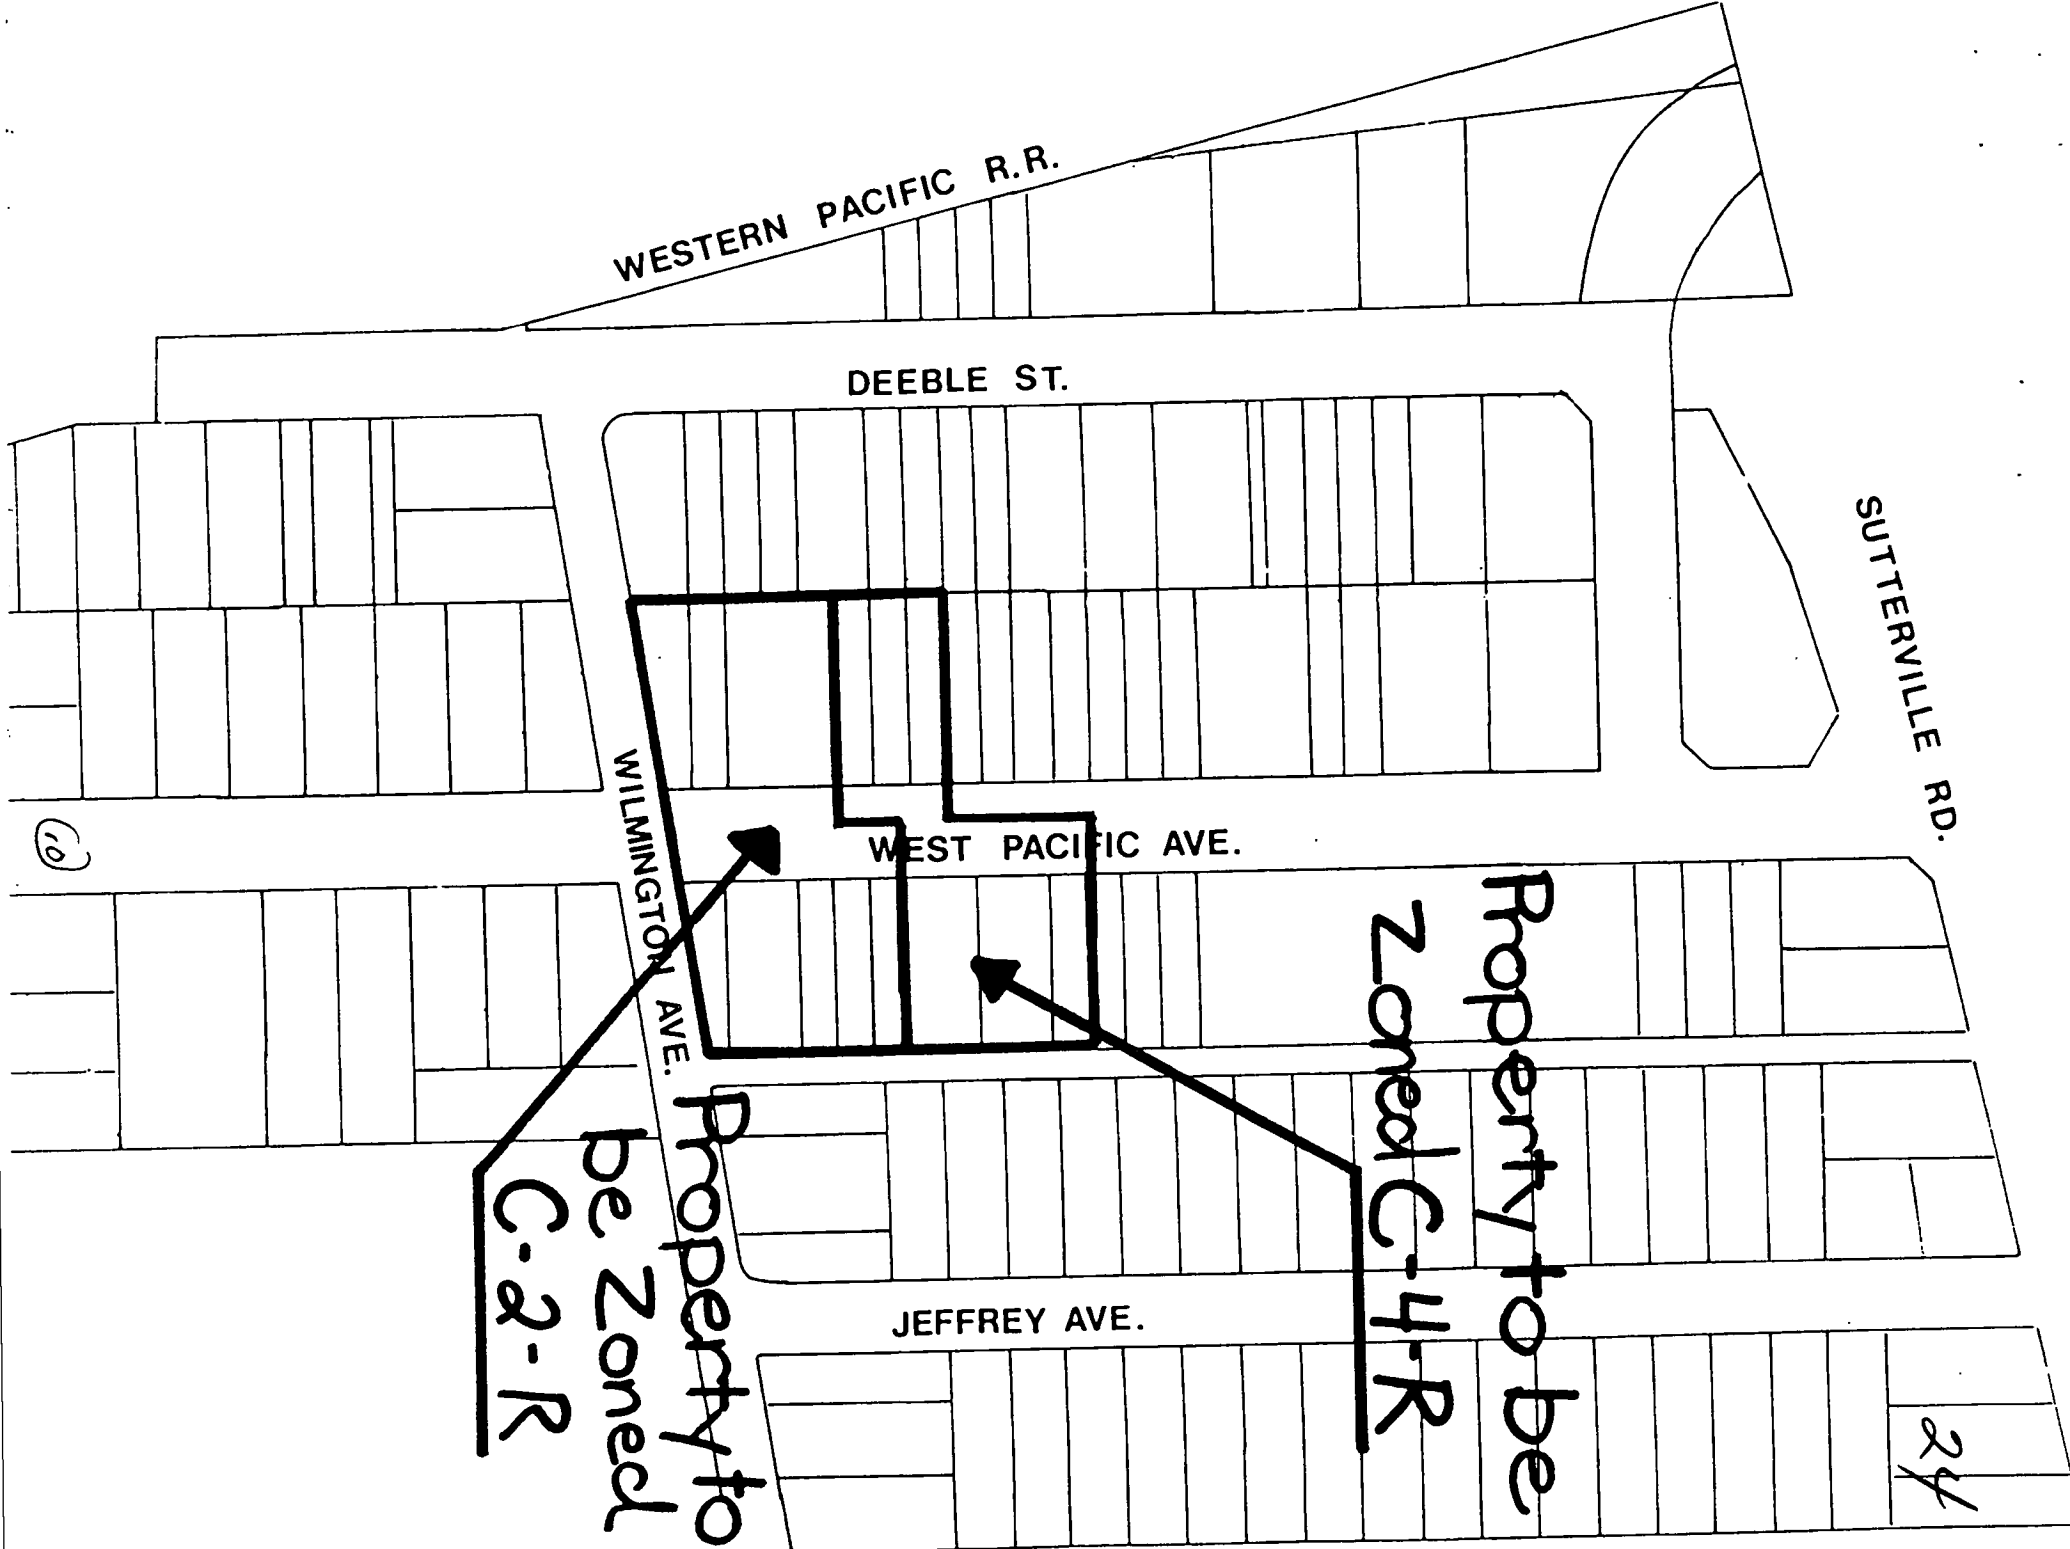 WESTERN PACIFIC R.R.
DEEBLE ST.
SUTTERVILLE RD.
WILMINGTON AVE.
WEST PACIFIC AVE.
JEFFREY AVE.
Property to be
Zoned C-4-R
Property to
be Zoned
C-2-R
24